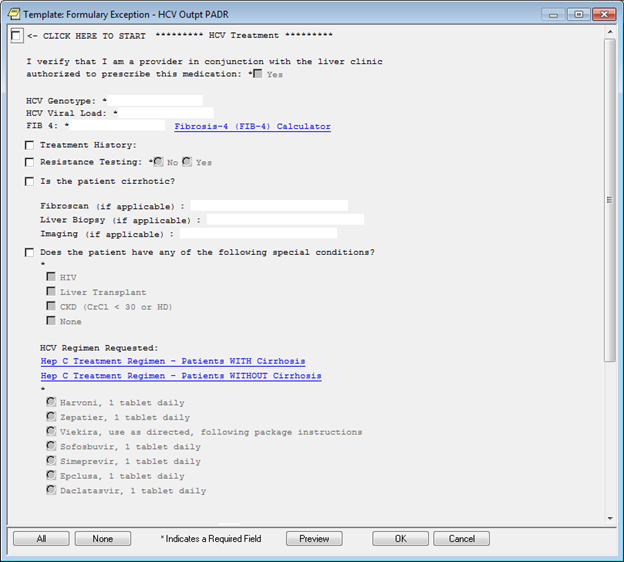 Template: Formulary Exception - HCV Outpt PADR
<- CLICK HERE TO START ********* HCV Treatment *********
I verify that I am a provider in conjunction with the liver clinic
authorized to prescribe this medication: * Yes
HCV Genotype: *
HCV Viral Load: *
FIB 4: * Fibrosis-4 (FIB-4) Calculator
Treatment History:
Resistance Testing: * No Yes
Is the patient cirrhotic?
Fibroscan (if applicable) :
Liver Biopsy (if applicable) :
Imaging (if applicable) :
Does the patient have any of the following special conditions?
*
HIV
Liver Transplant
CKD (CrCl < 30 or HD)
None
HCV Regimen Requested:
Hep C Treatment Regimen - Patients WITH Cirrhosis
Hep C Treatment Regimen - Patients WITHOUT Cirrhosis
*
Harvoni, 1 tablet daily
Zepatier, 1 tablet daily
Viekira, use as directed, following package instructions
Sofosbuvir, 1 tablet daily
Simeprevir, 1 tablet daily
Epclusa, 1 tablet daily
Daclatasvir, 1 tablet daily
All None * Indicates a Required Field Preview OK Cancel